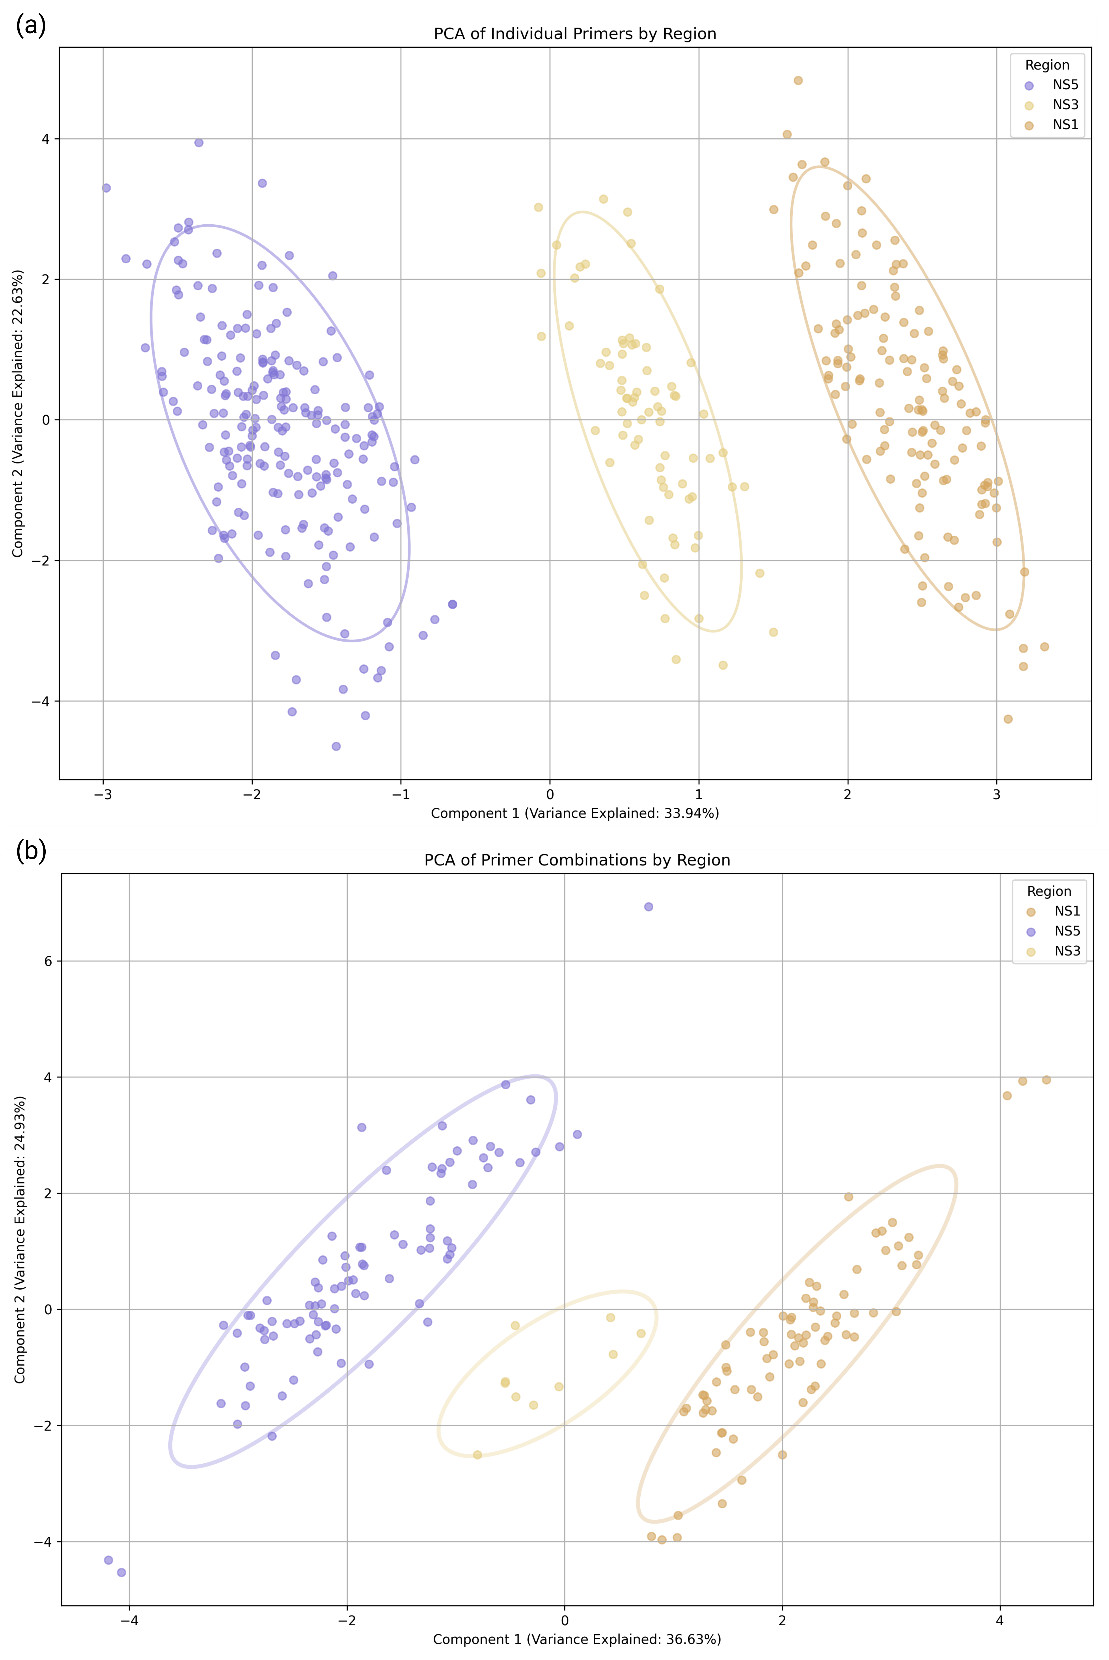 (a)
PCA of Individual Primers by Region
Region
NS5
NS3
NS1
4
2
0
−2
−4
Component 2 (Variance Explained: 22.63%)
−3
−2
−1
0
1
2
3
Component 1 (Variance Explained: 33.94%)
(b)
PCA of Primer Combinations by Region
Region
NS1
NS5
NS3
6
4
2
0
−2
−4
Component 2 (Variance Explained: 24.93%)
−4
−2
0
2
4
Component 1 (Variance Explained: 36.63%)